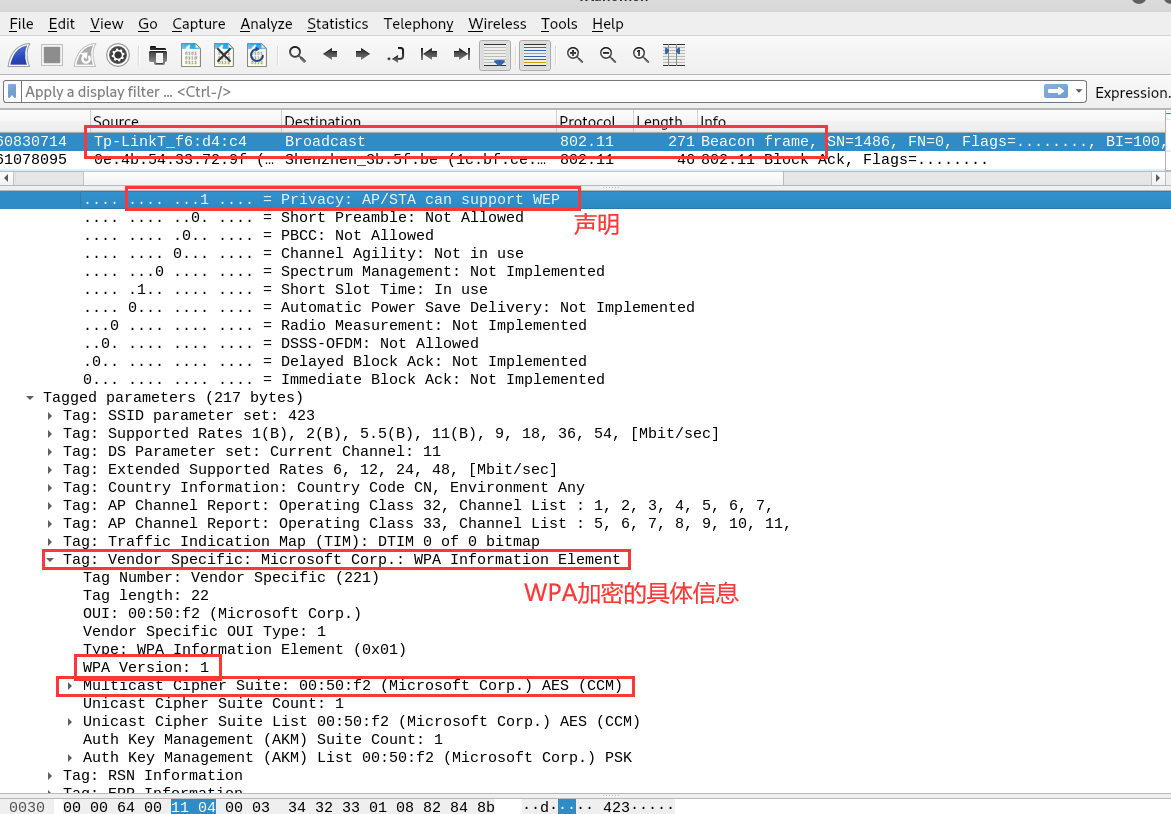 File Edit View Go Capture Analyze Statistics Telephony Wireless Tools Help
Apply a display filter … <Ctrl-/> Expression…
Source Destination Protocol Length Info
60830714 Tp-LinkT_f6:d4:c4 Broadcast 802.11 271 Beacon frame, SN=1486, FN=0, Flags=........, BI=100,
61078095 802.11 46 802.11 Block Ack, Flags=........
.... .... ...1 .... = Privacy: AP/STA can support WEP
.... .... ..0. .... = Short Preamble: Not Allowed
声明
.... .... .0.. .... = PBCC: Not Allowed
.... .... 0... .... = Channel Agility: Not in use
.... ...0 .... .... = Spectrum Management: Not Implemented
.... .1.. .... .... = Short Slot Time: In use
.... 0... .... .... = Automatic Power Save Delivery: Not Implemented
...0 .... .... .... = Radio Measurement: Not Implemented
..0. .... .... .... = DSSS-OFDM: Not Allowed
.0.. .... .... .... = Delayed Block Ack: Not Implemented
0... .... .... .... = Immediate Block Ack: Not Implemented
Tagged parameters (217 bytes)
Tag: SSID parameter set: 423
Tag: Supported Rates 1(B), 2(B), 5.5(B), 11(B), 9, 18, 36, 54, [Mbit/sec]
Tag: DS Parameter set: Current Channel: 11
Tag: Extended Supported Rates 6, 12, 24, 48, [Mbit/sec]
Tag: Country Information: Country Code CN, Environment Any
Tag: AP Channel Report: Operating Class 32, Channel List : 1, 2, 3, 4, 5, 6, 7,
Tag: AP Channel Report: Operating Class 33, Channel List : 5, 6, 7, 8, 9, 10, 11,
Tag: Traffic Indication Map (TIM): DTIM 0 of 0 bitmap
Tag: Vendor Specific: Microsoft Corp.: WPA Information Element
Tag Number: Vendor Specific (221)
WPA加密的具体信息
Tag length: 22
OUI: 00:50:f2 (Microsoft Corp.)
Vendor Specific OUI Type: 1
Type: WPA Information Element (0x01)
WPA Version: 1
Multicast Cipher Suite: 00:50:f2 (Microsoft Corp.) AES (CCM)
Unicast Cipher Suite Count: 1
Unicast Cipher Suite List 00:50:f2 (Microsoft Corp.) AES (CCM)
Auth Key Management (AKM) Suite Count: 1
Auth Key Management (AKM) List 00:50:f2 (Microsoft Corp.) PSK
Tag: RSN Information
Tag: ERP Information
0030 00 00 64 00 11 04 00 03 34 32 33 01 08 82 84 8b ··d····· 423·····